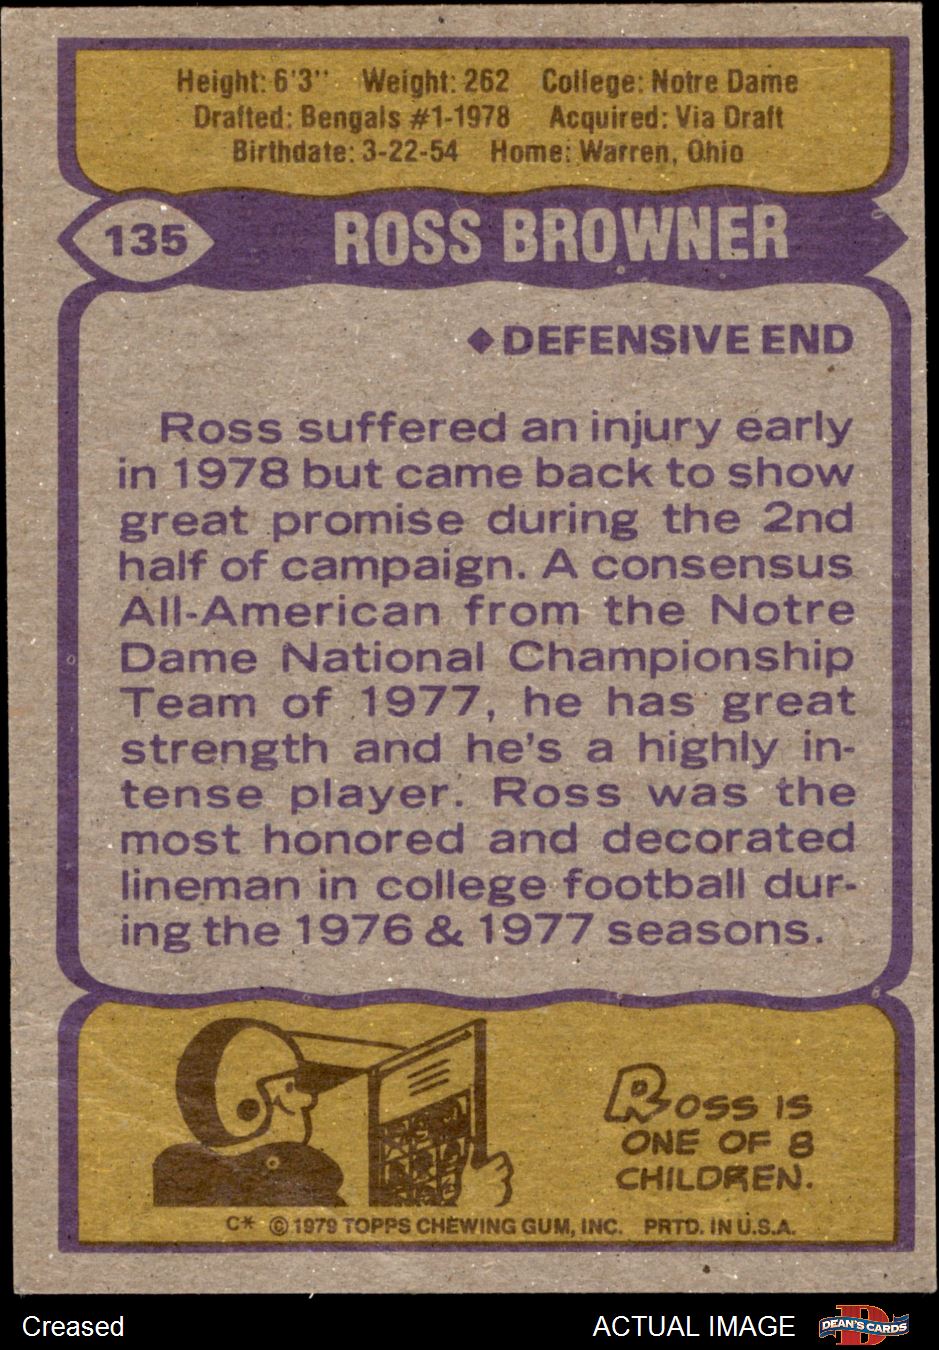 Height: 6'3" Weight: 262 College: Notre Dame
Drafted: Bengals #1-1978 Acquired: Via Draft
Birthdate: 3-22-54 Home: Warren, Ohio
135 ROSS BROWNER
◆DEFENSIVE END
Ross suffered an injury early
in 1978 but came back to show
great promise during the 2nd
half of campaign. A consensus
All-American from the Notre
Dame National Championship
Team of 1977, he has great
strength and he's a highly in-
tense player. Ross was the
most honored and decorated
lineman in college football dur-
ing the 1976 & 1977 seasons.
ROSS IS
ONE OF 8
CHILDREN.
C* © 1979 TOPPS CHEWING GUM, INC. PRTD. IN U.S.A.
Creased ACTUAL IMAGE DEAN'S CARDS